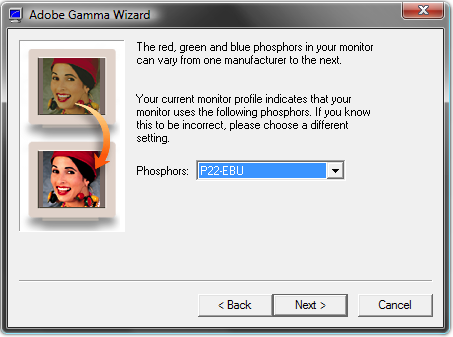 Adobe Gamma Wizard
The red, green and blue phosphors in your monitor
can vary from one manufacturer to the next.
Your current monitor profile indicates that your
monitor uses the following phosphors. If you know
this to be incorrect, please choose a different
setting.
Phosphors: P22-EBU
< Back Next > Cancel